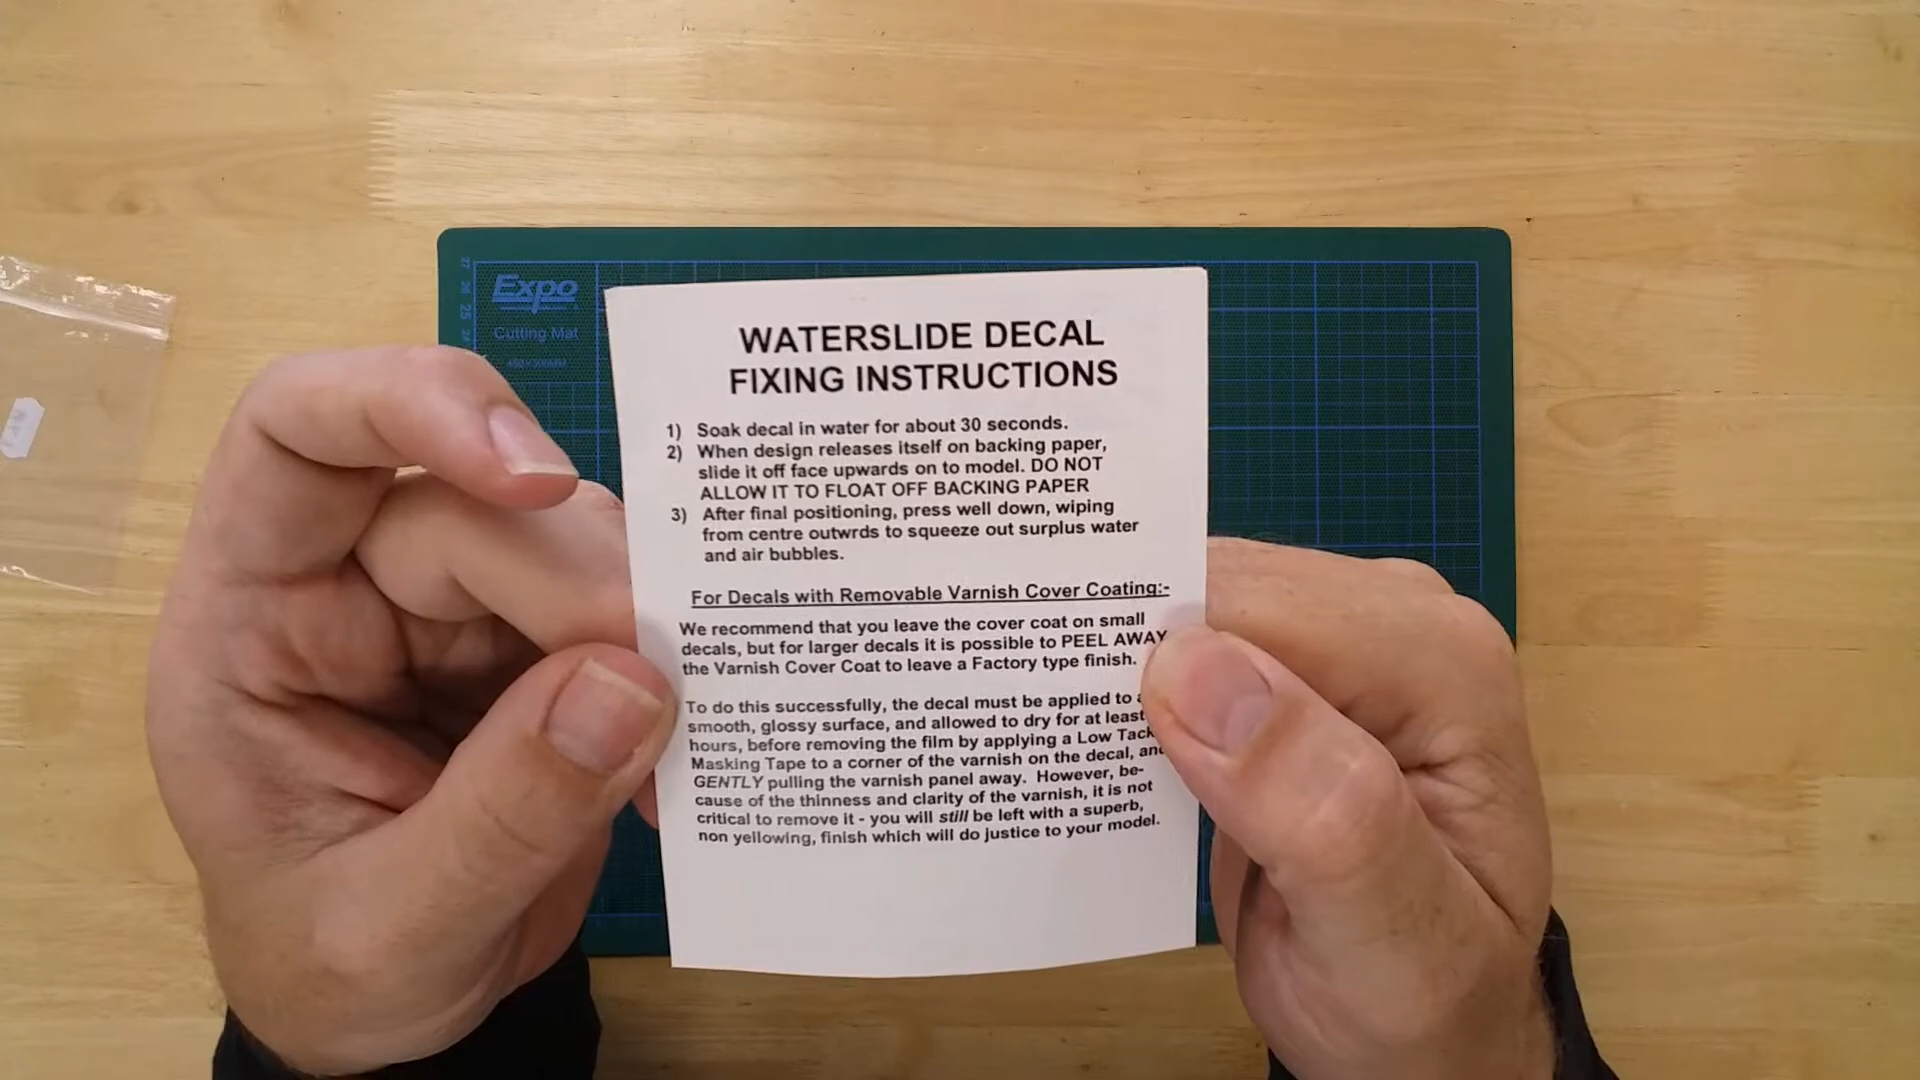 Expo
Cutting Mat
WATERSLIDE DECAL
FIXING INSTRUCTIONS
1) Soak decal in water for about 30 seconds.
2) When design releases itself on backing paper,
slide it off face upwards on to model. DO NOT
ALLOW IT TO FLOAT OFF BACKING PAPER
3) After final positioning, press well down, wiping
from centre outwrds to squeeze out surplus water
and air bubbles.
For Decals with Removable Varnish Cover Coating:-
We recommend that you leave the cover coat on small
decals, but for larger decals it is possible to PEEL AWAY
the Varnish Cover Coat to leave a Factory type finish.
To do this successfully, the decal must be applied to
smooth, glossy surface, and allowed to dry for at least
hours, before removing the film by applying a Low Tack
Masking Tape to a corner of the varnish on the decal, and
GENTLY pulling the varnish panel away. However, be-
cause of the thinness and clarity of the varnish, it is not
critical to remove it - you will still be left with a superb,
non yellowing, finish which will do justice to your model.